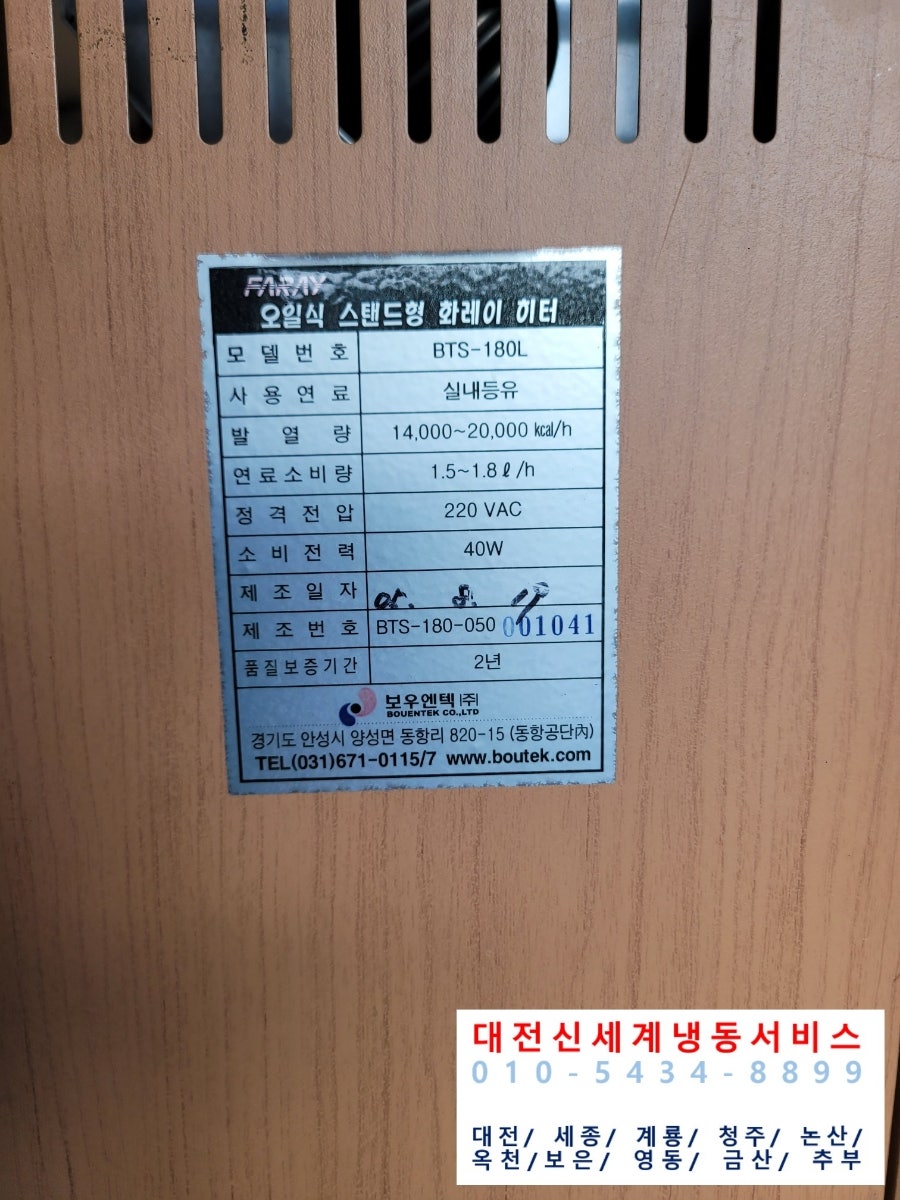 FARAY
오일식 스탠드형 화레이 히터
모델번호 BTS-180L
사용연료 실내등유
발열량 14,000~20,000 ㎉/h
연료소비량 1.5~1.8ℓ/h
정격전압 220 VAC
소비전력 40W
제조일자
제조번호 BTS-180-050 001041
품질보증기간 2년
보우엔텍(주)
BOUENTEK CO.,LTD
경기도 안성시 양성면 동항리 820-15 (동항공단內)
TEL(031)671-0115/7 www.boutek.com
대전신세계냉동서비스
010-5434-8899
대전/ 세종/ 계룡/ 청주/ 논산/
옥천/보은/ 영동/ 금산/ 추부